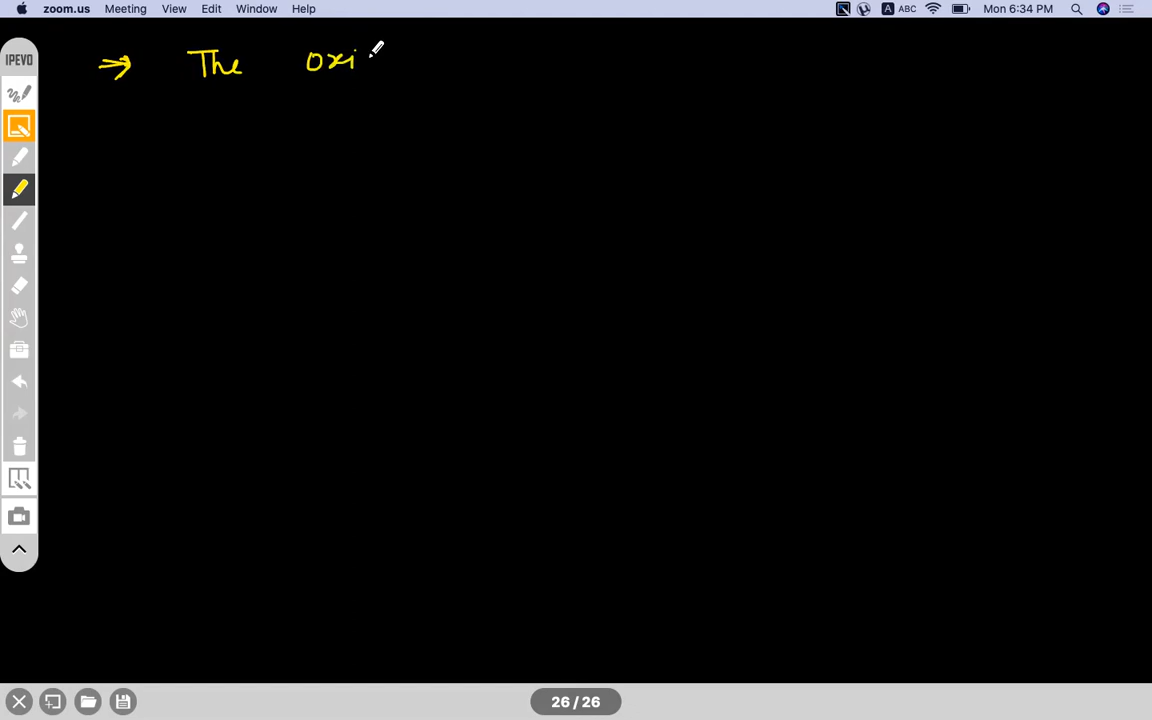 zoom.us Meeting View Edit Window Help A ABC Mon 6:34 PM
IPEVO
⇒ The oxi
26 / 26